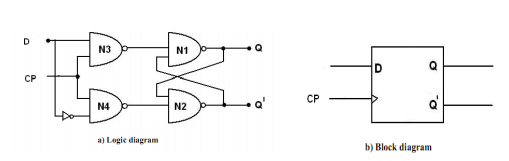 D
N3
N1
Q
CP
N4
N2
Q'
a) Logic diagram
D
Q
CP
Q'
b) Block diagram